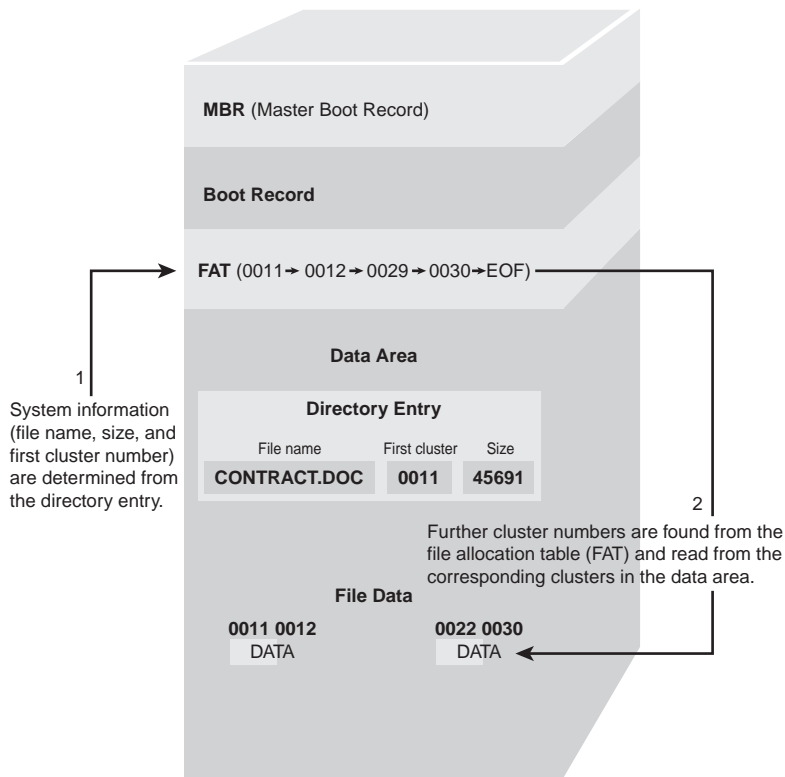 MBR (Master Boot Record)
Boot Record
FAT (0011→ 0012→ 0029→ 0030→EOF)
Data Area
1
System information
(file name, size, and
first cluster number)
are determined from
the directory entry.
Directory Entry
File name First cluster Size
CONTRACT.DOC 0011 45691
2
Further cluster numbers are found from the
file allocation table (FAT) and read from the
corresponding clusters in the data area.
File Data
0011 0012 0022 0030
DATA DATA